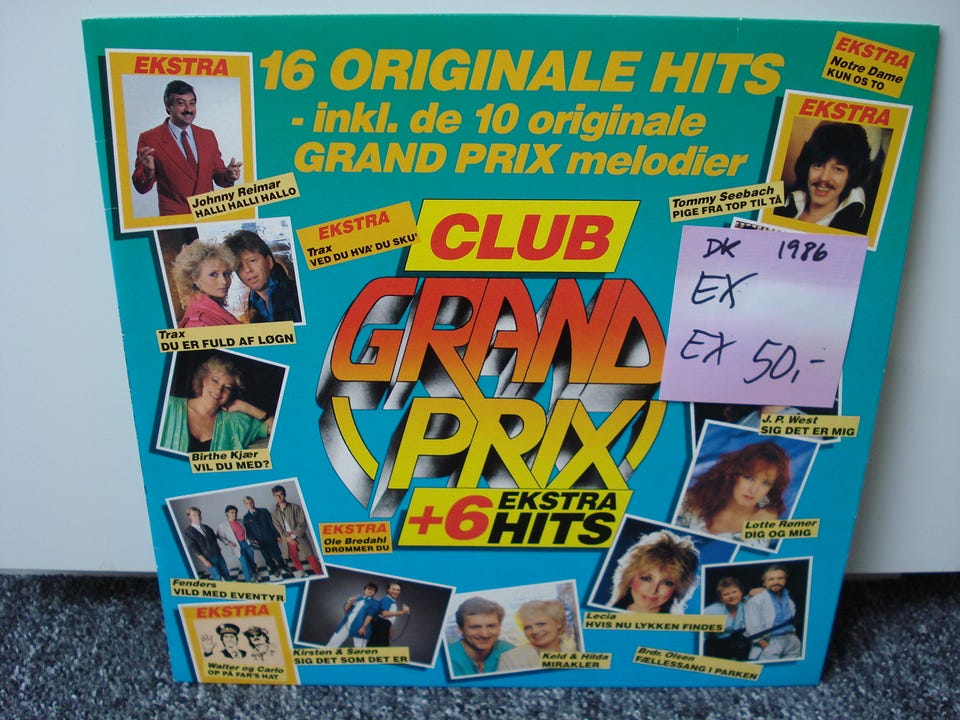 16 ORIGINALE HITS
- inkl. de 10 originale
GRAND PRIX melodier
EKSTRA
Johnny Reimar
HALLI HALLI HALLO
EKSTRA
Notre Dame
KUN OS TO
EKSTRA
Tommy Seebach
PIGE FRA TOP TIL TÅ
EKSTRA
Trax
VED DU HVA' DU SKU'
CLUB
GRAND
PRIX
+6 EKSTRA
HITS
DK 1986
EX
EX 50,-
Trax
DU ER FULD AF LØGN
Birthe Kjær
VIL DU MED?
J. P. West
SIG DET ER MIG
Lotte Rømer
DIG OG MIG
EKSTRA
Ole Bredahl
DRØMMER DU
Fenders
VILD MED EVENTYR
EKSTRA
Walter og Carlo
OP PÅ FAR'S HAT
Kirsten & Søren
SIG DET SOM DET ER
Keld & Hilda
MIRAKLER
Lecia
HVIS NU LYKKEN FINDES
Brdr. Olsen
FÆLLESSANG I PARKEN